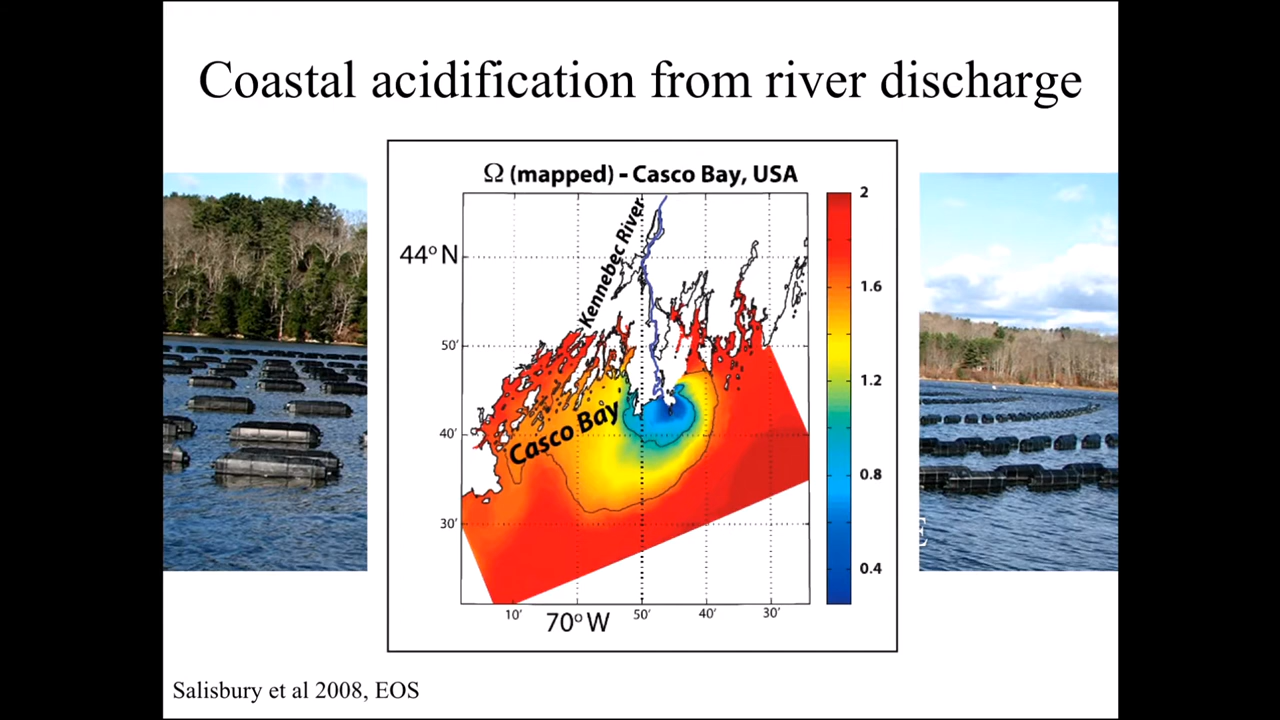 Coastal acidification from river discharge
Ω (mapped) - Casco Bay, USA
44° N
50'
40'
30'
Kennebec River
Casco Bay
10'
70° W
50'
40'
30'
2
1.6
1.2
0.8
0.4
E
Salisbury et al 2008, EOS